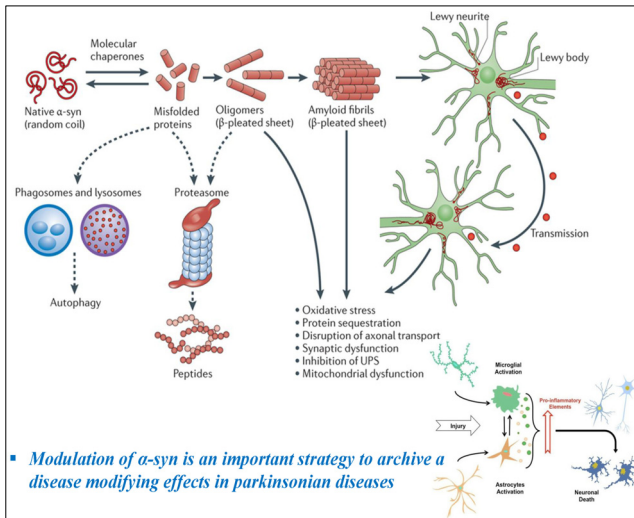 Molecular
chaperones
Native α-syn
(random coil)
Misfolded
proteins
Oligomers
(β-pleated sheet)
Amyloid fibrils
(β-pleated sheet)
Lewy neurite
Lewy body
Phagosomes and lysosomes
Proteasome
Transmission
Autophagy
Peptides
• Oxidative stress
• Protein sequestration
• Disruption of axonal transport
• Synaptic dysfunction
• Inhibition of UPS
• Mitochondrial dysfunction
Microglial
Activation
Pro-inflammatory
Elements
Injury
Astrocytes
Activation
Neuronal
Death
▪ Modulation of α-syn is an important strategy to archive a
disease modifying effects in parkinsonian diseases